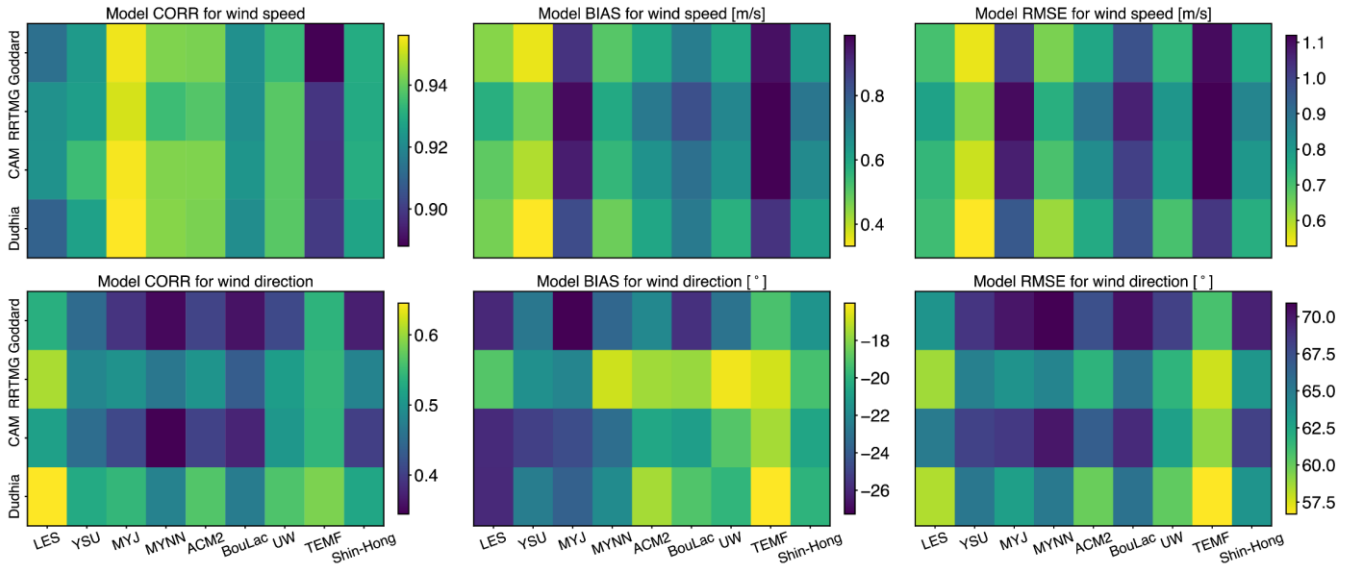 Model CORR for wind speed
Goddard
RRTMG
CAM
Dudhia
0.94
0.92
0.90
Model BIAS for wind speed [m/s]
0.8
0.6
0.4
Model RMSE for wind speed [m/s]
1.1
1.0
0.9
0.8
0.7
0.6
Model CORR for wind direction
Goddard
RRTMG
CAM
Dudhia
0.6
0.5
0.4
LES YSU MYJ MYNN ACM2 BouLac UW TEMF Shin-Hong
Model BIAS for wind direction [°]
-18
-20
-22
-24
-26
LES YSU MYJ MYNN ACM2 BouLac UW TEMF Shin-Hong
Model RMSE for wind direction [°]
70.0
67.5
65.0
62.5
60.0
57.5
LES YSU MYJ MYNN ACM2 BouLac UW TEMF Shin-Hong